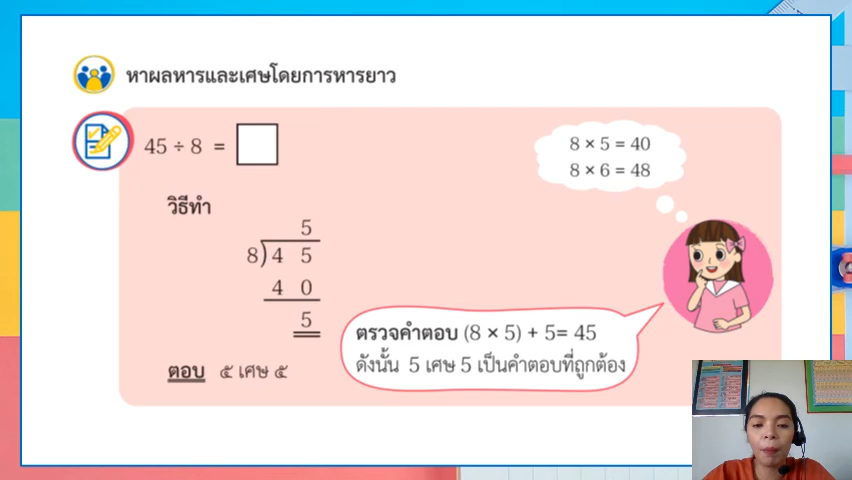 หาผลหารและเศษโดยการหารยาว
45 ÷ 8 =
8 × 5 = 40
8 × 6 = 48
วิธีทำ
5
8)4 5
4 0
5
ตรวจคำตอบ (8 × 5) + 5= 45
ดังนั้น 5 เศษ 5 เป็นคำตอบที่ถูกต้อง
ตอบ ๕ เศษ ๕